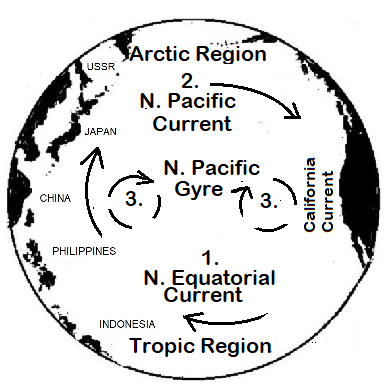 Arctic Region
USSR
2.
N. Pacific
Current
JAPAN
N. Pacific
Gyre
3.
3.
CHINA
California
Current
PHILIPPINES
1.
N. Equatorial
Current
INDONESIA
Tropic Region